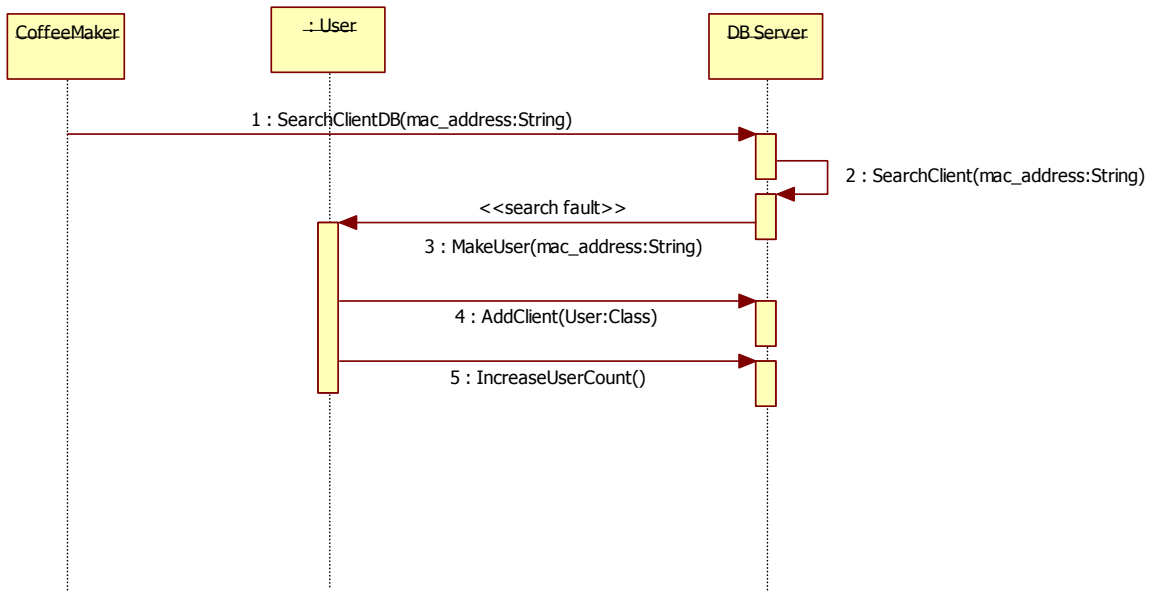 CoffeeMaker
: User
DB Server
1 : SearchClientDB(mac_address:String)
2 : SearchClient(mac_address:String)
<<search fault>>
3 : MakeUser(mac_address:String)
4 : AddClient(User:Class)
5 : IncreaseUserCount()